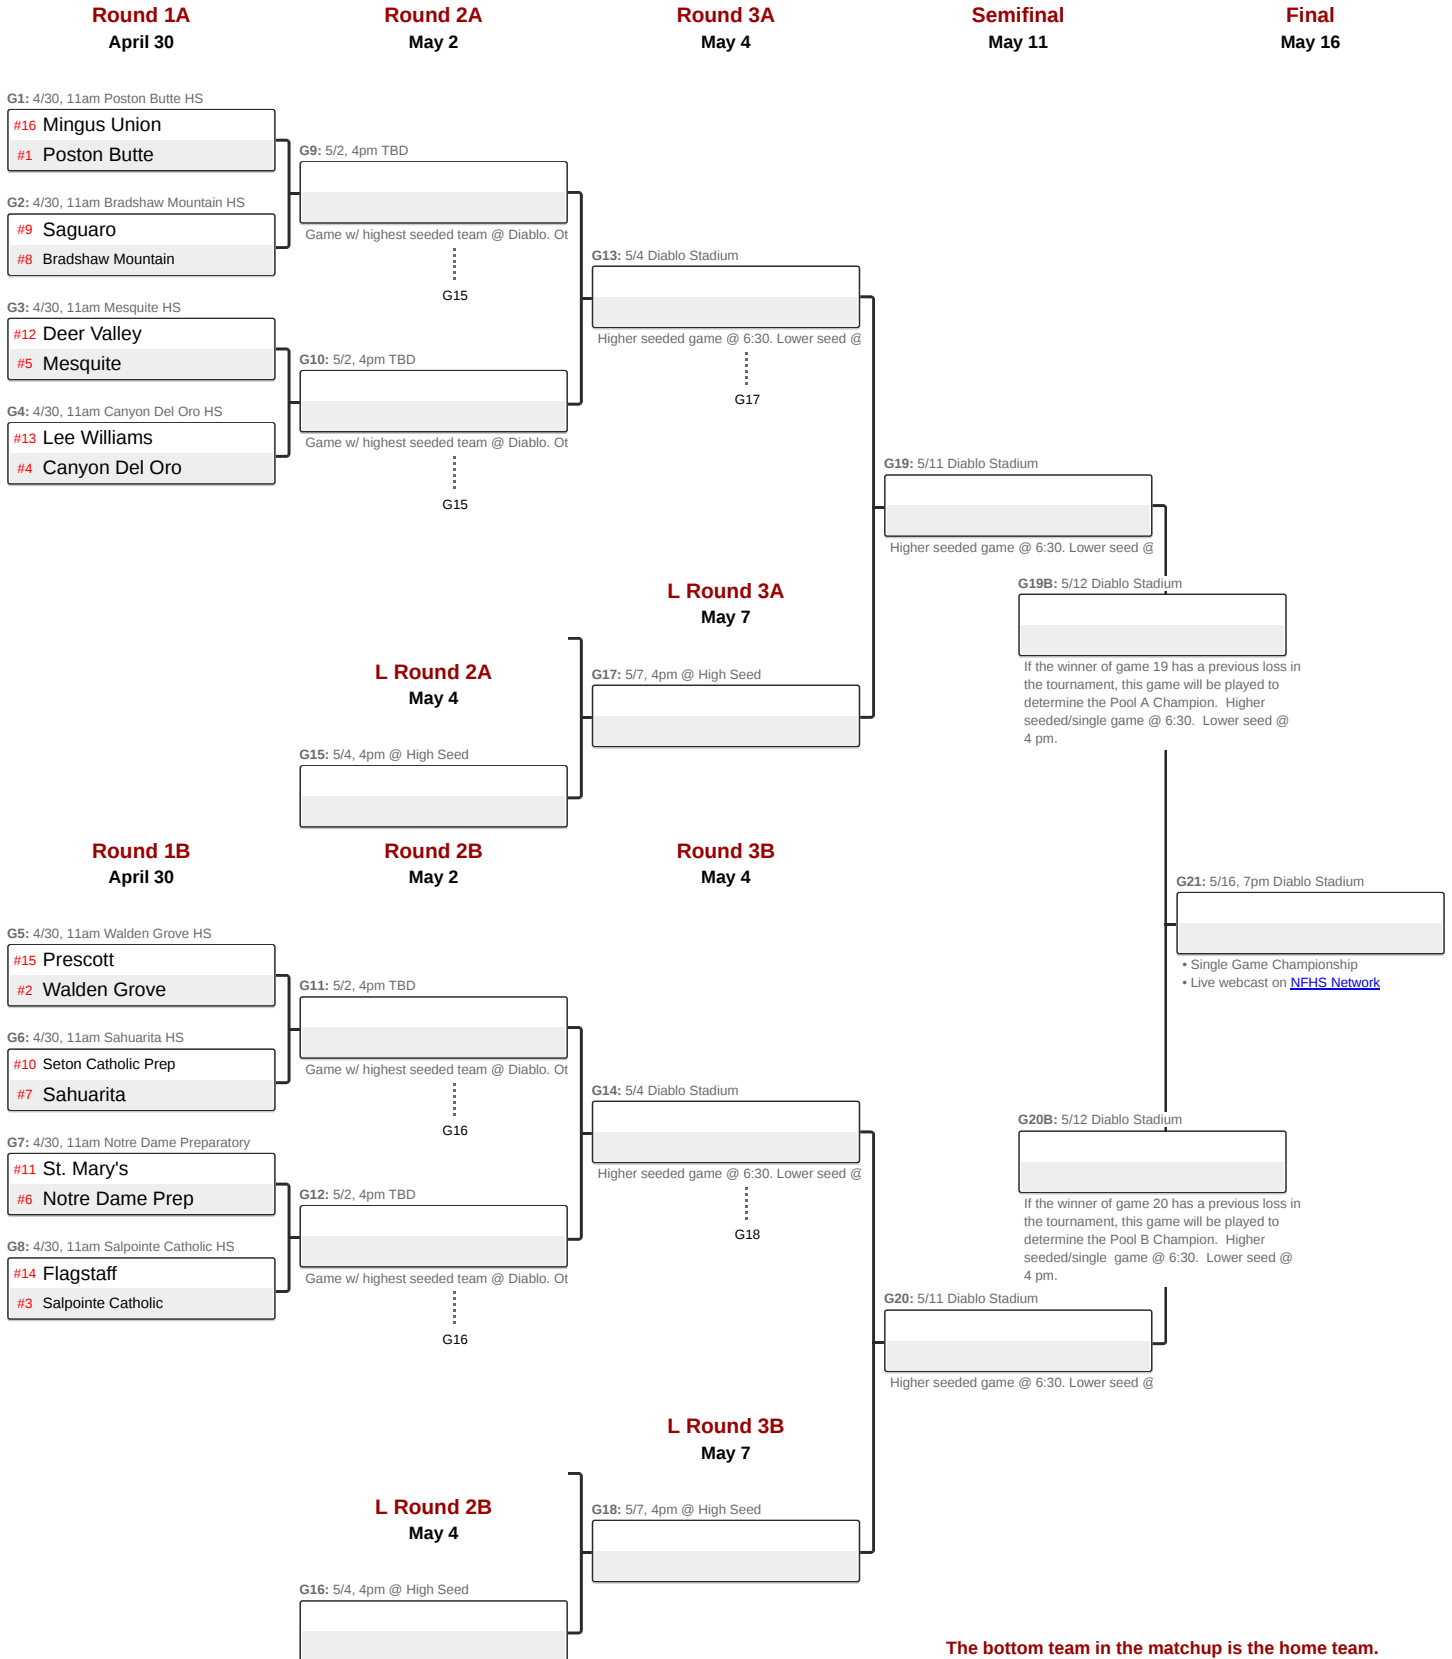 Round 1A
April 30
Round 2A
May 2
Round 3A
May 4
Semifinal
May 11
Final
May 16
G1: 4/30, 11am Poston Butte HS
#16 Mingus Union
#1 Poston Butte
G2: 4/30, 11am Bradshaw Mountain HS
#9 Saguaro
#8 Bradshaw Mountain
G3: 4/30, 11am Mesquite HS
#12 Deer Valley
#5 Mesquite
G4: 4/30, 11am Canyon Del Oro HS
#13 Lee Williams
#4 Canyon Del Oro
G9: 5/2, 4pm TBD
Game w/ highest seeded team @ Diablo. Ot
G15
G10: 5/2, 4pm TBD
Game w/ highest seeded team @ Diablo. Ot
G15
G13: 5/4 Diablo Stadium
Higher seeded game @ 6:30. Lower seed @
G17
G19: 5/11 Diablo Stadium
Higher seeded game @ 6:30. Lower seed @
G19B: 5/12 Diablo Stadium
If the winner of game 19 has a previous loss in
the tournament, this game will be played to
determine the Pool A Champion. Higher
seeded/single game @ 6:30. Lower seed @
4 pm.
L Round 3A
May 7
L Round 2A
May 4
G17: 5/7, 4pm @ High Seed
G15: 5/4, 4pm @ High Seed
Round 1B
April 30
Round 2B
May 2
Round 3B
May 4
G21: 5/16, 7pm Diablo Stadium
• Single Game Championship
• Live webcast on NFHS Network
G5: 4/30, 11am Walden Grove HS
#15 Prescott
#2 Walden Grove
G6: 4/30, 11am Sahuarita HS
#10 Seton Catholic Prep
#7 Sahuarita
G7: 4/30, 11am Notre Dame Preparatory
#11 St. Mary's
#6 Notre Dame Prep
G8: 4/30, 11am Salpointe Catholic HS
#14 Flagstaff
#3 Salpointe Catholic
G11: 5/2, 4pm TBD
Game w/ highest seeded team @ Diablo. Ot
G16
G12: 5/2, 4pm TBD
Game w/ highest seeded team @ Diablo. Ot
G16
G14: 5/4 Diablo Stadium
Higher seeded game @ 6:30. Lower seed @
G18
G20B: 5/12 Diablo Stadium
If the winner of game 20 has a previous loss in
the tournament, this game will be played to
determine the Pool B Champion. Higher
seeded/single game @ 6:30. Lower seed @
4 pm.
G20: 5/11 Diablo Stadium
Higher seeded game @ 6:30. Lower seed @
L Round 3B
May 7
L Round 2B
May 4
G18: 5/7, 4pm @ High Seed
G16: 5/4, 4pm @ High Seed
The bottom team in the matchup is the home team.